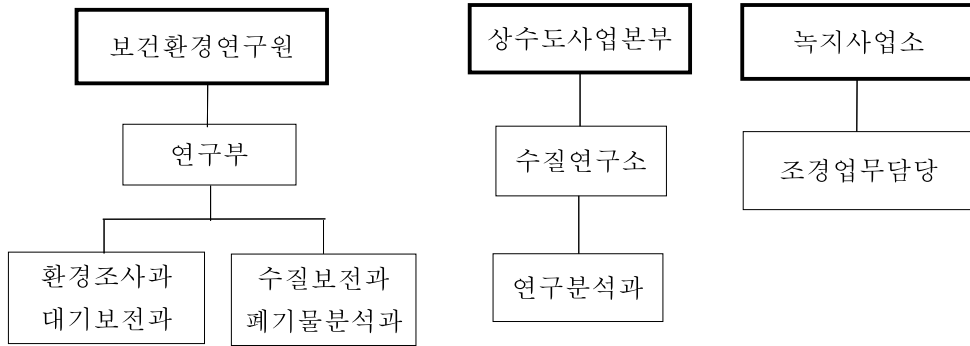 보건환경연구원
연구부
환경조사과
대기보전과
수질보전과
폐기물분석과
상수도사업본부
수질연구소
연구분석과
녹지사업소
조경업무담당